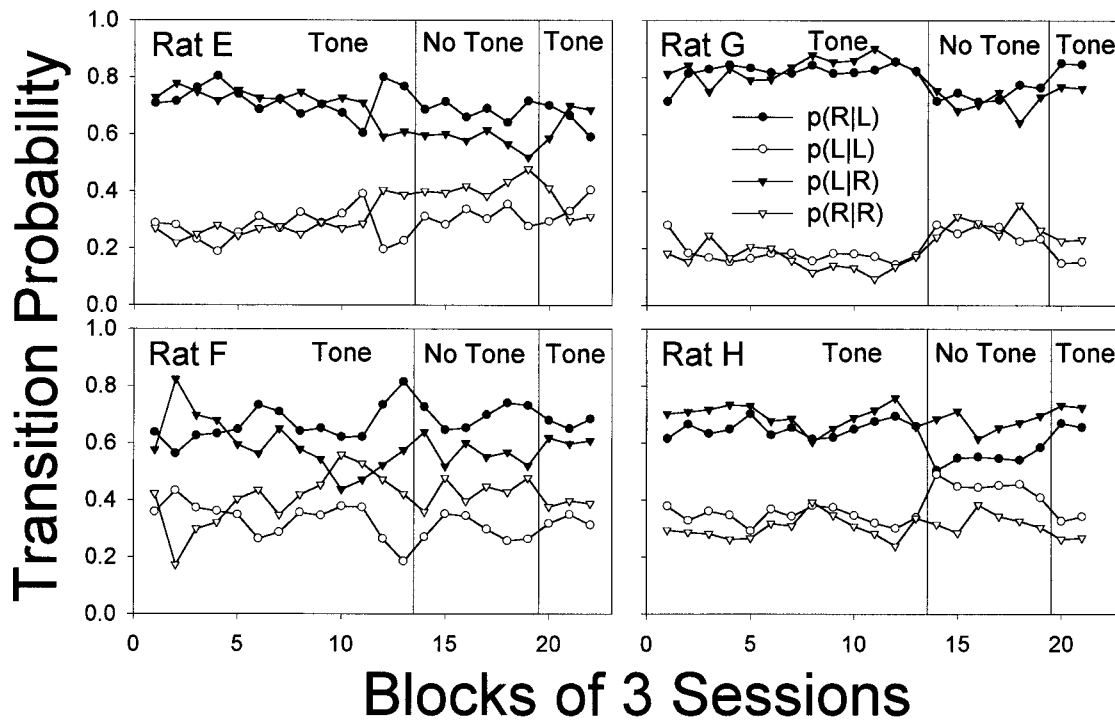 Transition Probability
1.0
0.8
0.6
0.4
0.2
0.0
Rat E
Tone
No Tone
Tone
Rat G
Tone
No Tone
Tone
p(R|L)
p(L|L)
p(L|R)
p(R|R)
1.0
0.8
0.6
0.4
0.2
0.0
Rat F
Tone
No Tone
Tone
Rat H
Tone
No Tone
Tone
0 5 10 15 20
0 5 10 15 20
Blocks of 3 Sessions